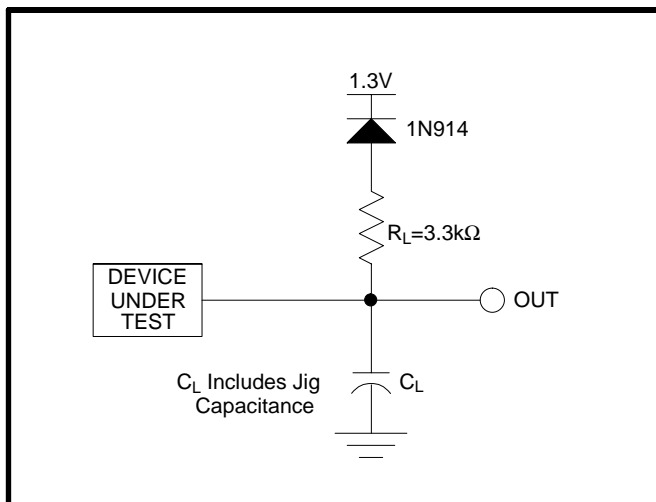 1.3V
1N914
R_L=3.3kΩ
DEVICE
UNDER
TEST
OUT
C_L Includes Jig
Capacitance
C_L